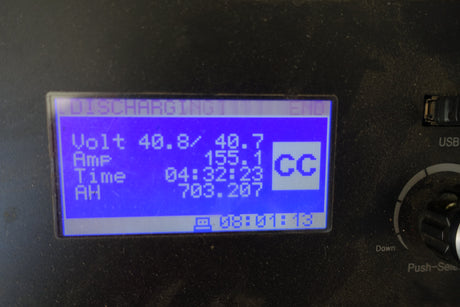 DISCHARGING!!!!! END
Volt 40.8/ 40.7
Amp 155.1
Time 04:32:23
AH 703.207
CC
08:01:13
USB
Down
Push-Sele